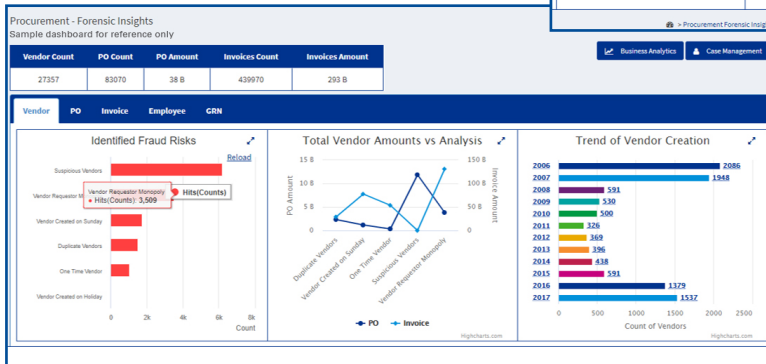 > Procurement Forensic Insig
Procurement - Forensic Insights
Sample dashboard for reference only
Business Analytics
Case Management
Vendor Count PO Count PO Amount Invoices Count Invoices Amount
27357 83070 38 B 439970 293 B
Vendor PO Invoice Employee GRN
Identified Fraud Risks
Reload
Suspicious Vendors
Vendor Requestor M
Vendor Requestor Monopoly
Hits(Counts): 3,509
Hits(Counts)
Vendor Created on Sunday
Duplicate Vendors
One Time Vendor
Vendor Created on Holiday
0 2k 4k 6k 8k
Count
Total Vendor Amounts vs Analysis
15 B 150 B
10 B 100 B
5 B 50 B
0 0
PO Amount
Invoice Amount
Duplicate Vendors
Vendor Created on Sunday
One Time Vendor
Suspicious Vendors
Vendor Requestor Monopoly
PO Invoice
Highcharts.com
Trend of Vendor Creation
2006 2086
2007 1948
2008 591
2009 530
2010 500
2011 326
2012 369
2013 396
2014 438
2015 591
2016 1379
2017 1537
0 500 1000 1500 2000 2500
Count of Vendors
Highcharts.com